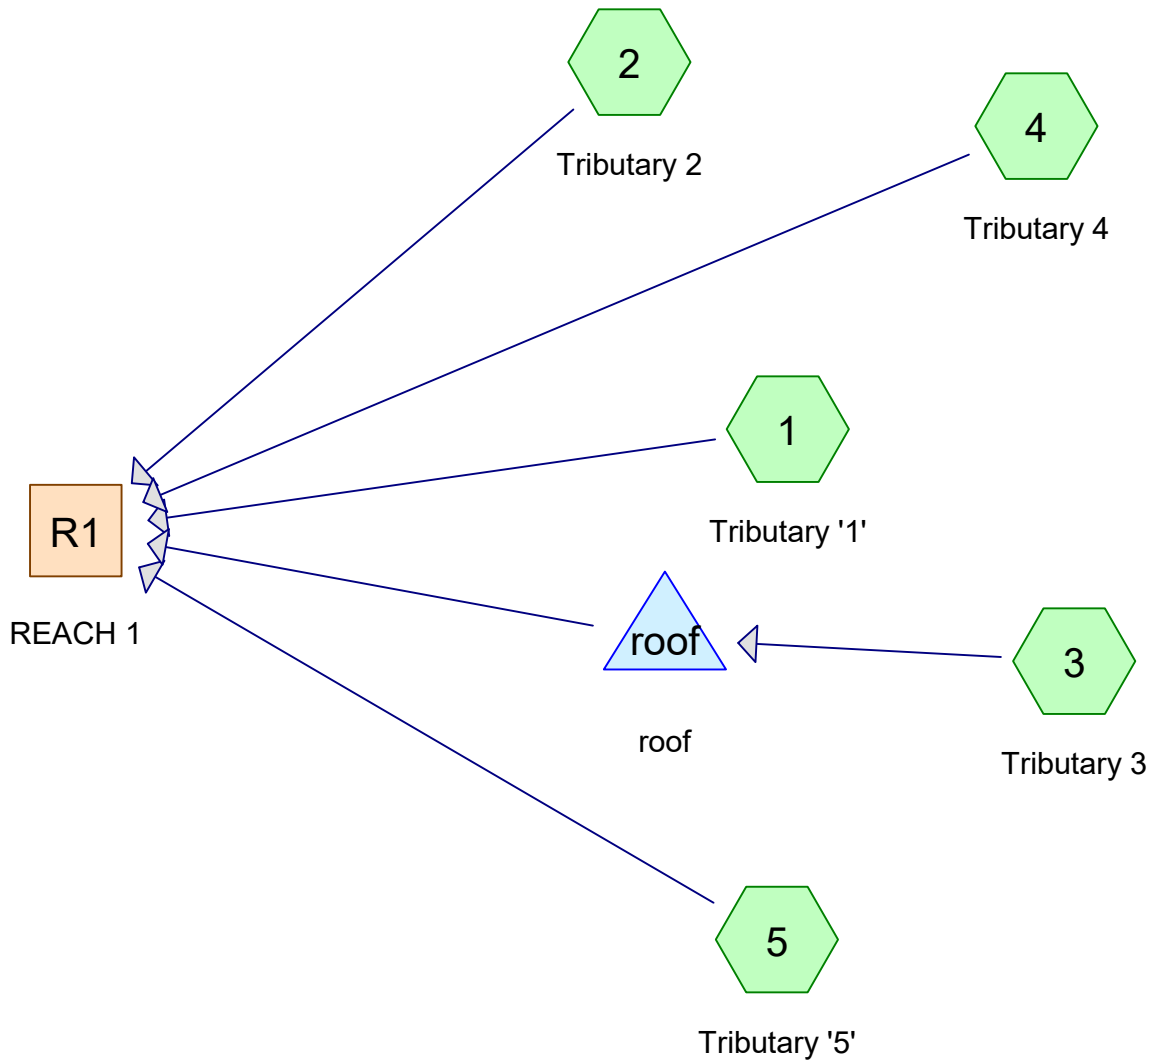 2
Tributary 2
4
Tributary 4
1
Tributary '1'
R1
REACH 1
roof
roof
3
Tributary 3
5
Tributary '5'